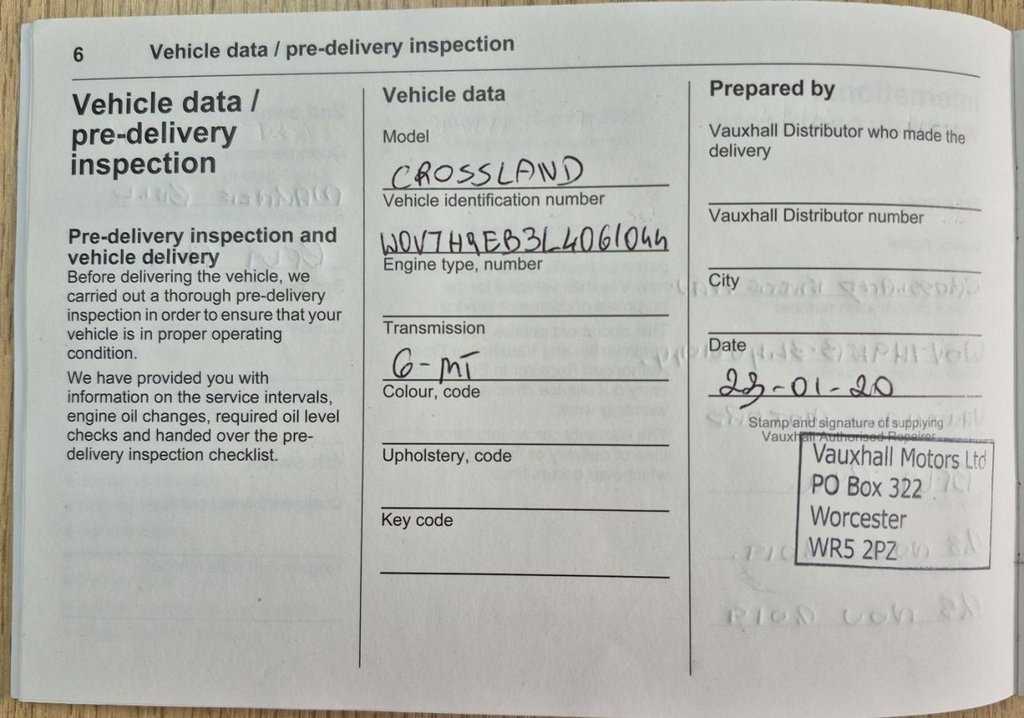 6 Vehicle data / pre-delivery inspection
Vehicle data /
pre-delivery
inspection
Pre-delivery inspection and
vehicle delivery
Before delivering the vehicle, we
carried out a thorough pre-delivery
inspection in order to ensure that your
vehicle is in proper operating
condition.
We have provided you with
information on the service intervals,
engine oil changes, required oil level
checks and handed over the pre-
delivery inspection checklist.
Vehicle data
Model
CROSSLAND
Vehicle identification number
W0V7H9EB3L4061044
Engine type, number
Transmission
6-MT
Colour, code
Upholstery, code
Key code
Prepared by
Vauxhall Distributor who made the
delivery
Vauxhall Distributor number
City
Date
23-01-20
Stamp and signature of supplying
Vauxhall Authorised Repairer
Vauxhall Motors Ltd
PO Box 322
Worcester
WR5 2PZ